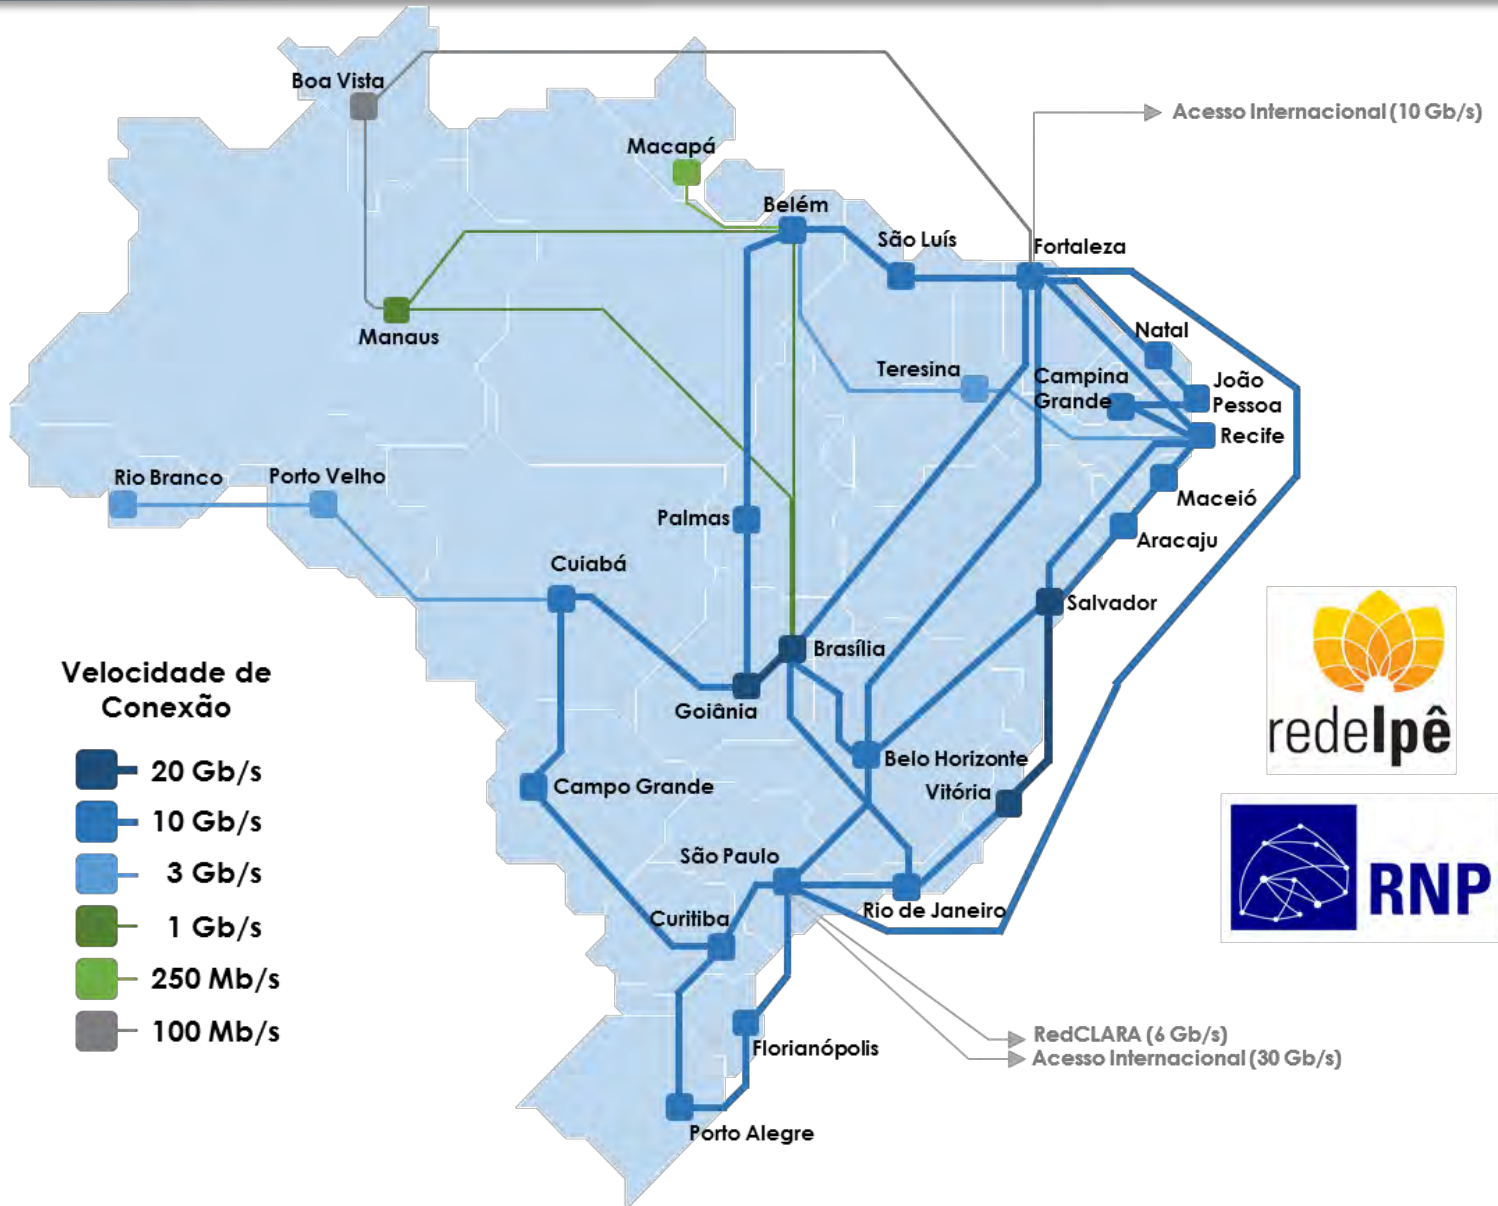 Boa Vista
Acesso Internacional (10 Gb/s)
Macapá
Belém
São Luís
Fortaleza
Manaus
Natal
Teresina
Campina
Grande
João
Pessoa
Recife
Rio Branco
Porto Velho
Maceió
Palmas
Aracaju
Cuiabá
Salvador
Brasília
Velocidade de
Conexão
Goiânia
redeIpê
Belo Horizonte
20 Gb/s
Campo Grande
Vitória
10 Gb/s
São Paulo
3 Gb/s
RNP
Rio de Janeiro
Curitiba
1 Gb/s
250 Mb/s
100 Mb/s
RedCLARA (6 Gb/s)
Florianópolis
Acesso Internacional (30 Gb/s)
Porto Alegre